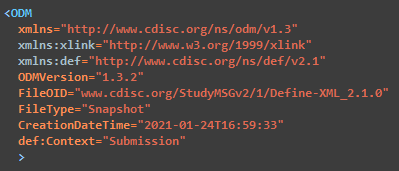 <ODM
xmlns="http://www.cdisc.org/ns/odm/v1.3"
xmlns:xlink="http://www.w3.org/1999/xlink"
xmlns:def="http://www.cdisc.org/ns/def/v2.1"
ODMVersion="1.3.2"
FileOID="www.cdisc.org/StudyMSGv2/1/Define-XML_2.1.0"
FileType="Snapshot"
CreationDateTime="2021-01-24T16:59:33"
def:Context="Submission"
>